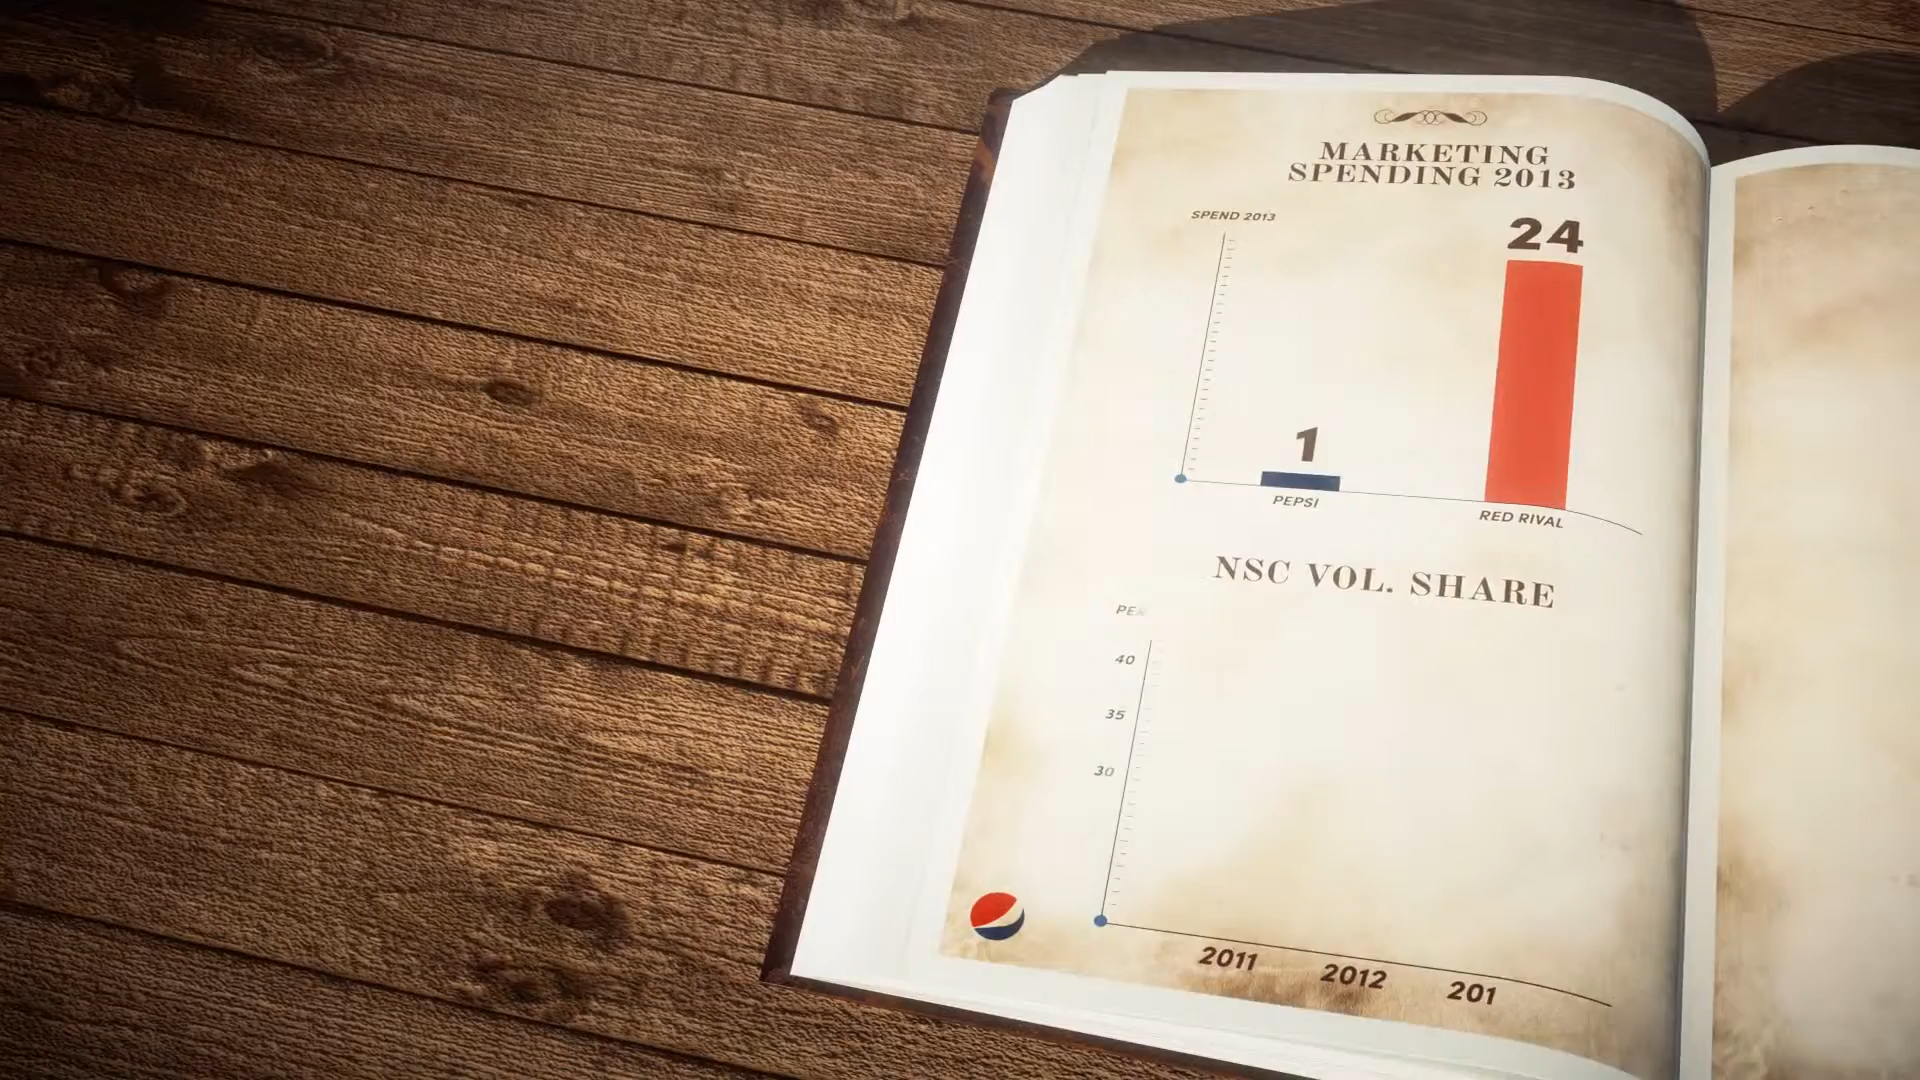 MARKETING
SPENDING 2013
SPEND 2013
24
1
PEPSI
RED RIVAL
NSC VOL. SHARE
40
35
30
2011
2012
201